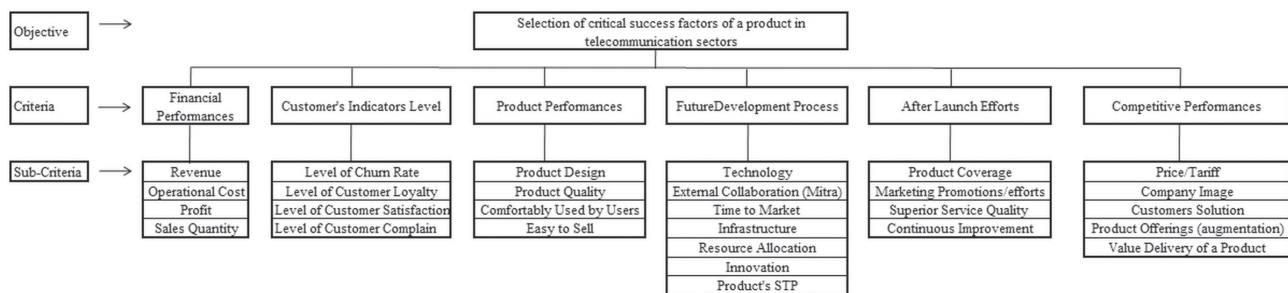 Objective
Selection of critical success factors of a product in
telecommunication sectors
Criteria
Financial
Performances
Customer's Indicators Level
Product Performances
FutureDevelopment Process
After Launch Efforts
Competitive Performances
Sub-Criteria
Revenue
Operational Cost
Profit
Sales Quantity
Level of Churn Rate
Level of Customer Loyalty
Level of Customer Satisfaction
Level of Customer Complain
Product Design
Product Quality
Comfortably Used by Users
Easy to Sell
Technology
External Collaboration (Mitra)
Time to Market
Infrastructure
Resource Allocation
Innovation
Product's STP
Product Coverage
Marketing Promotions/efforts
Superior Service Quality
Continuous Improvement
Price/Tariff
Company Image
Customers Solution
Product Offerings (augmentation)
Value Delivery of a Product